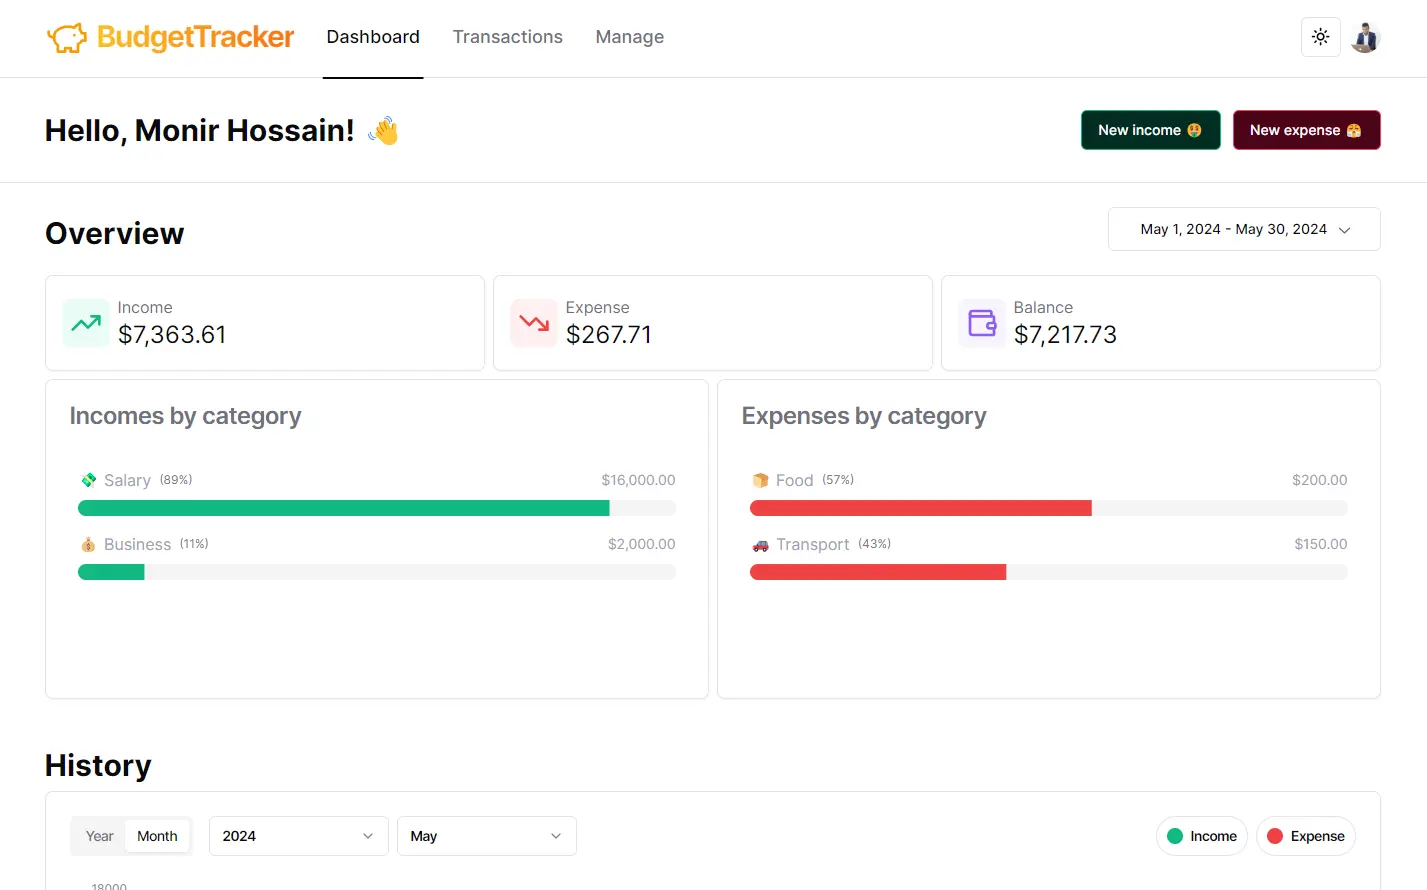 BudgetTracker Dashboard Transactions Manage
Hello, Monir Hossain! 👋
New income 🤑 New expense 😤
Overview
May 1, 2024 - May 30, 2024
Income
$7,363.61
Expense
$267.71
Balance
$7,217.73
Incomes by category
💸 Salary (89%) $16,000.00
💰 Business (11%) $2,000.00
Expenses by category
🍞 Food (57%) $200.00
🚗 Transport (43%) $150.00
History
Year Month 2024 May Income Expense
18000